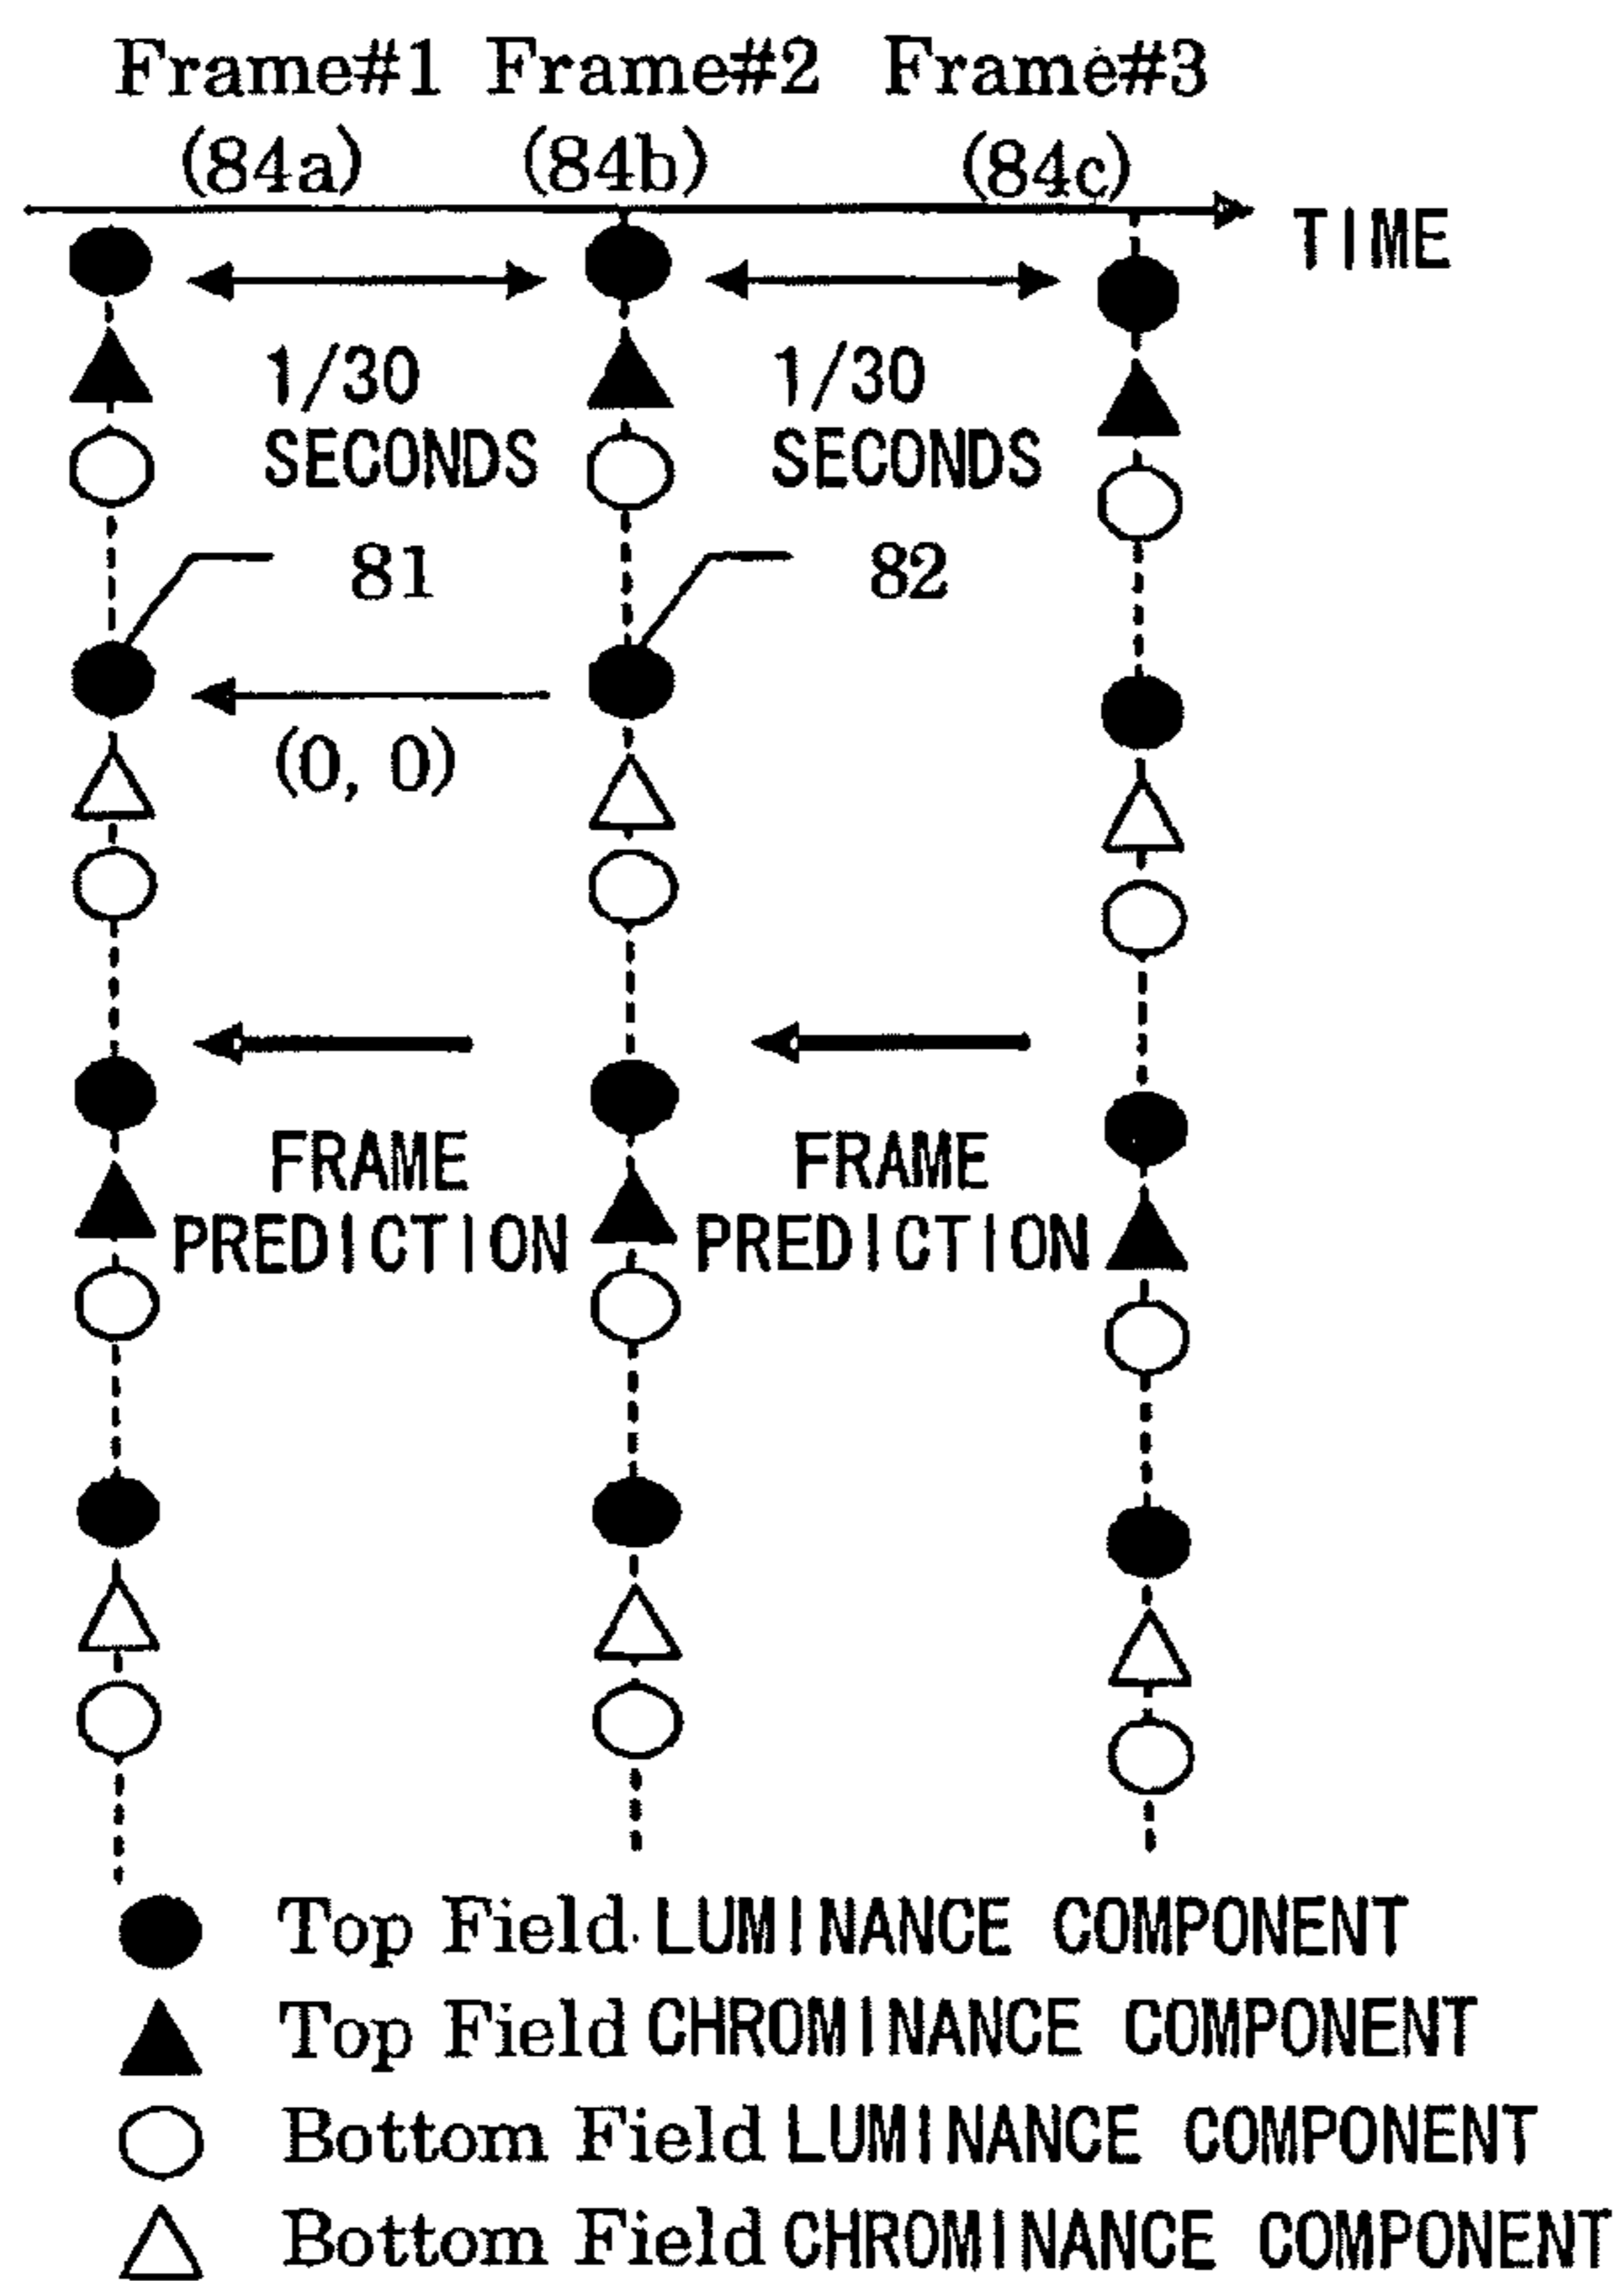 Frame#1 Frame#2 Frame#3
(84a) (84b) (84c)
TIME
1/30 1/30
SECONDS SECONDS
81 82
(0, 0)
FRAME FRAME
PREDICTION PREDICTION
Top Field LUMINANCE COMPONENT
Top Field CHROMINANCE COMPONENT
Bottom Field LUMINANCE COMPONENT
Bottom Field CHROMINANCE COMPONENT